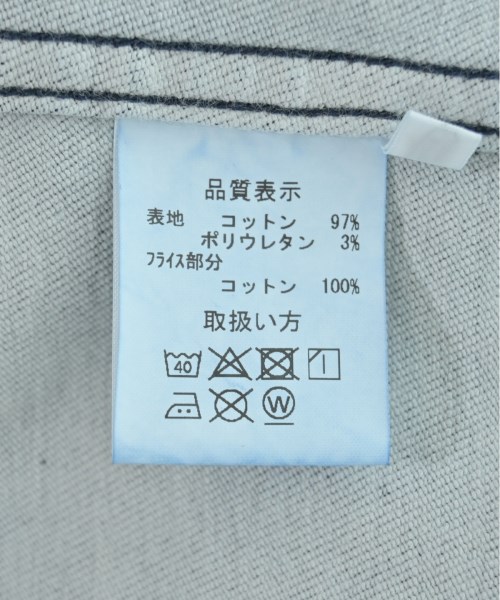 品質表示
表地 コットン 97%
ポリウレタン 3%
フライス部分
コットン 100%
取扱い方
40
W